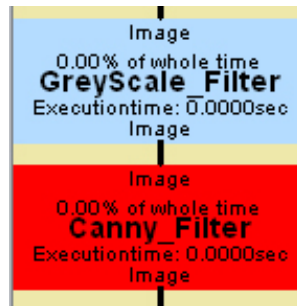 Image
0.00% of whole time
GreyScale_Filter
Executiontime: 0.0000sec
Image
Image
0.00% of whole time
Canny_Filter
Executiontime: 0.0000sec
Image